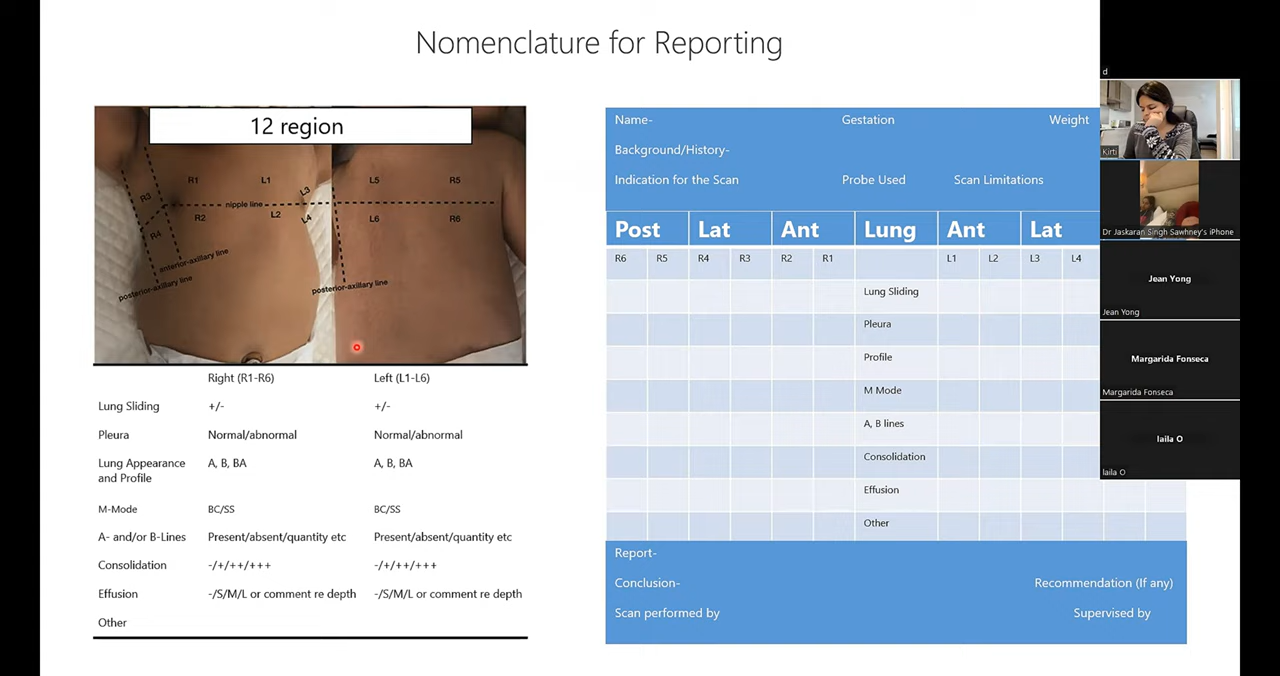 Nomenclature for Reporting
12 region
R1 L1 L5 R5
R3 L3
nipple line
R2 L2 L4 L6 R6
R4
anterior-axillary line
posterior-axillary line posterior-axillary line
Right (R1-R6) Left (L1-L6)
Lung Sliding +/- +/-
Pleura Normal/abnormal Normal/abnormal
Lung Appearance A, B, BA A, B, BA
and Profile
M-Mode BC/SS BC/SS
A- and/or B-Lines Present/absent/quantity etc Present/absent/quantity etc
Consolidation -/+/++/+++ -/+/++/+++
Effusion -/S/M/L or comment re depth -/S/M/L or comment re depth
Other
Name- Gestation Weight
Background/History-
Indication for the Scan Probe Used Scan Limitations
Post Lat Ant Lung Ant Lat
R6 R5 R4 R3 R2 R1 L1 L2 L3 L4
Lung Sliding
Pleura
Profile
M Mode
A, B lines
Consolidation
Effusion
Other
Report-
Conclusion- Recommendation (If any)
Scan performed by Supervised by
d
Kirti
Dr Jaskaran Singh Sawhney's iPhone
Jean Yong
Jean Yong
Margarida Fonseca
Margarida Fonseca
laila O
laila O